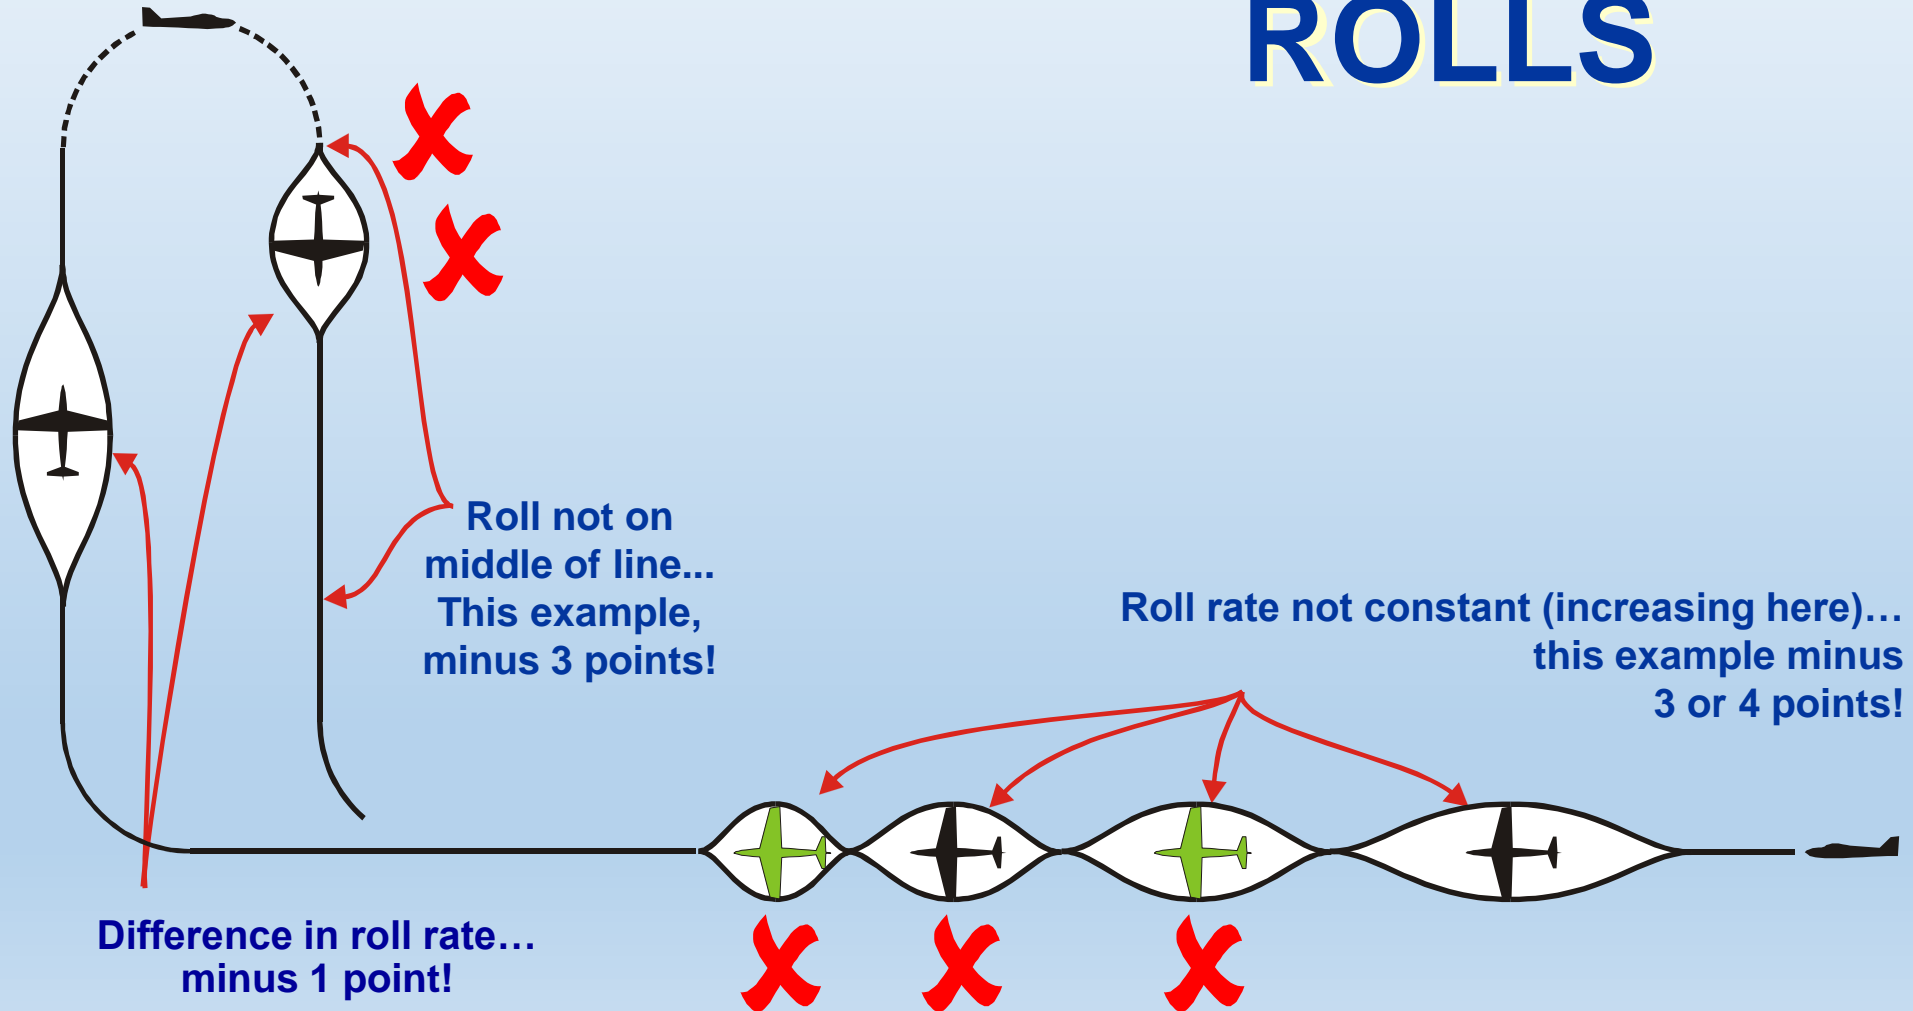 ROLLS
Roll not on
middle of line...
This example,
minus 3 points!
Roll rate not constant (increasing here)…
this example minus
3 or 4 points!
Difference in roll rate…
minus 1 point!